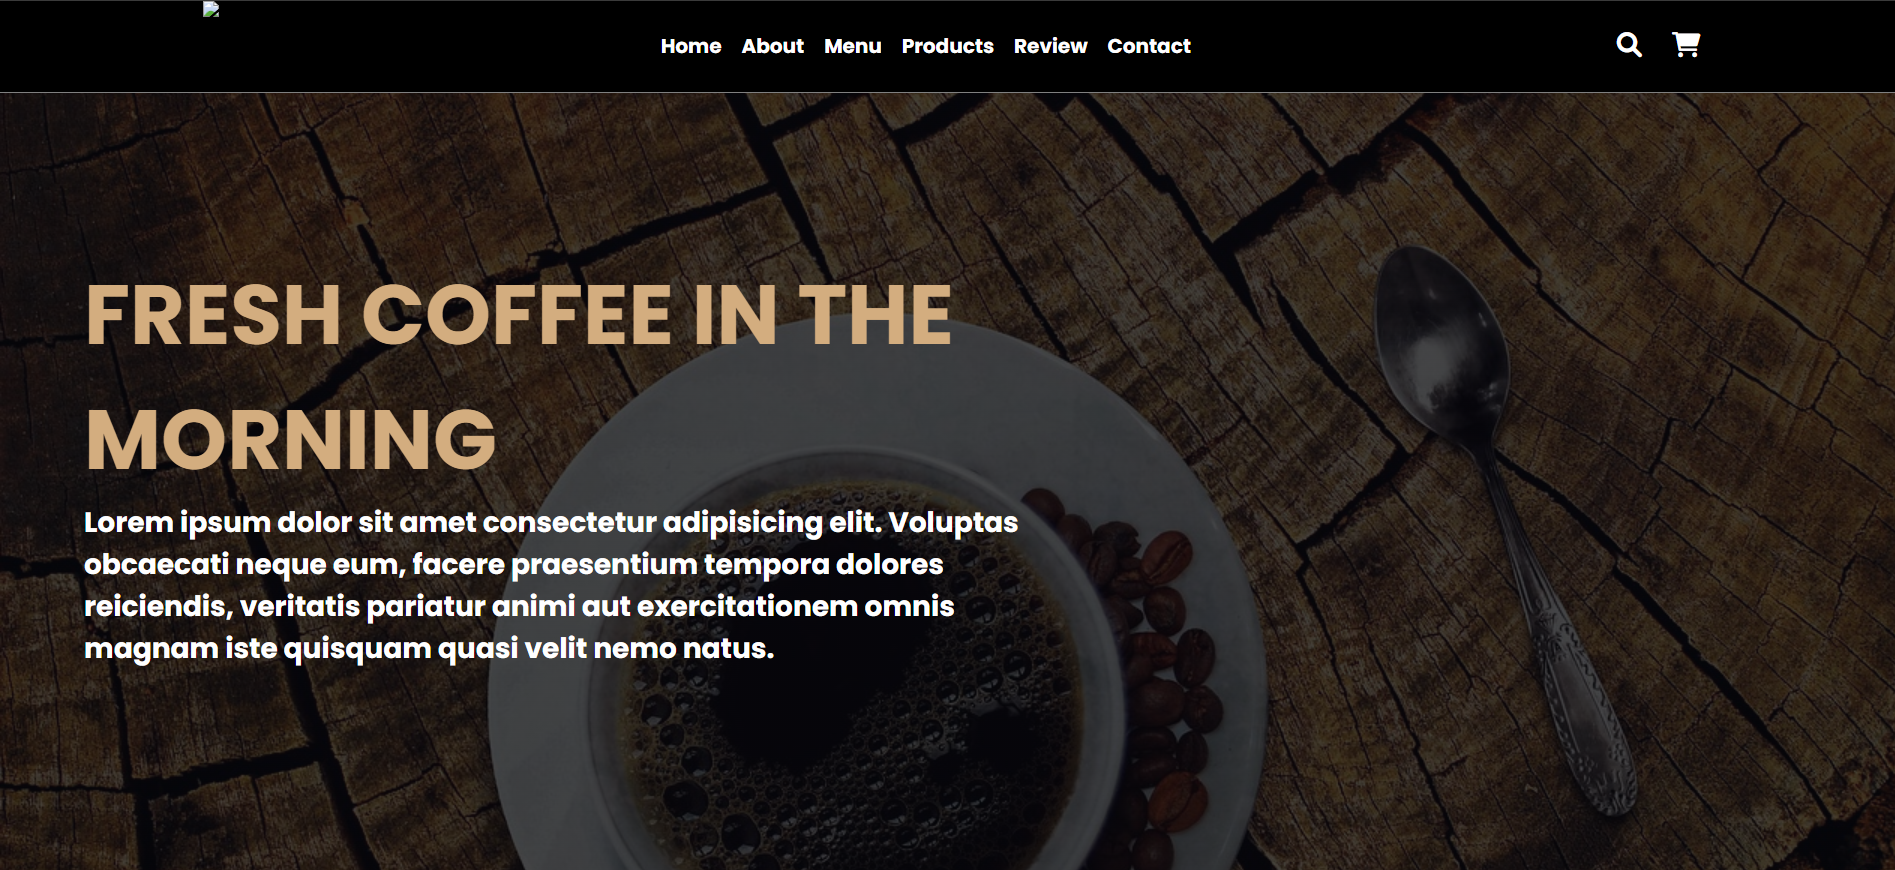 Home About Menu Products Review Contact
FRESH COFFEE IN THE
MORNING
Lorem ipsum dolor sit amet consectetur adipisicing elit. Voluptas
obcaecati neque eum, facere praesentium tempora dolores
reiciendis, veritatis pariatur animi aut exercitationem omnis
magnam iste quisquam quasi velit nemo natus.